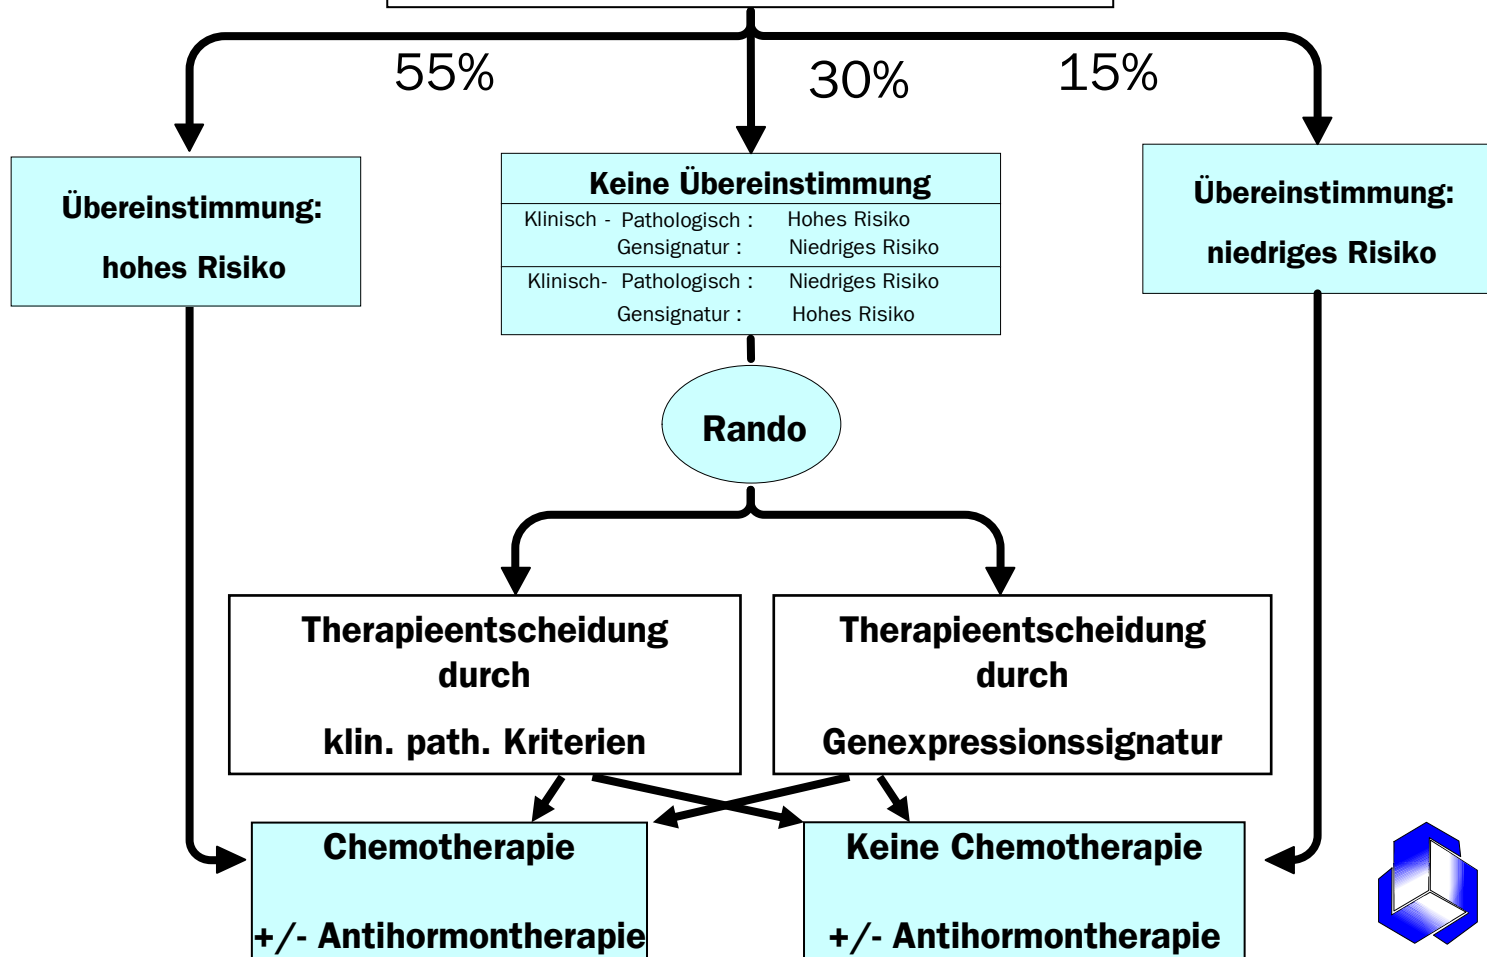 55%
30%
15%
Übereinstimmung:
hohes Risiko
Keine Übereinstimmung
Klinisch - Pathologisch : Hohes Risiko
Gensignatur : Niedriges Risiko
Klinisch- Pathologisch : Niedriges Risiko
Gensignatur : Hohes Risiko
Übereinstimmung:
niedriges Risiko
Rando
Therapieentscheidung
durch
klin. path. Kriterien
Therapieentscheidung
durch
Genexpressionssignatur
Chemotherapie
+/- Antihormontherapie
Keine Chemotherapie
+/- Antihormontherapie